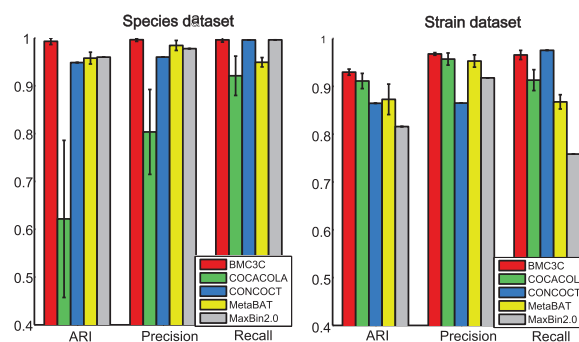 Species dataset
1
0.9
0.8
0.7
0.6
0.5
0.4
ARI
Precision
Recall
BMC3C
COCACOLA
CONCOCT
MetaBAT
MaxBin2.0
Strain dataset
1
0.9
0.8
0.7
0.6
0.5
0.4
ARI
Precision
Recall
BMC3C
COCACOLA
CONCOCT
MetaBAT
MaxBin2.0